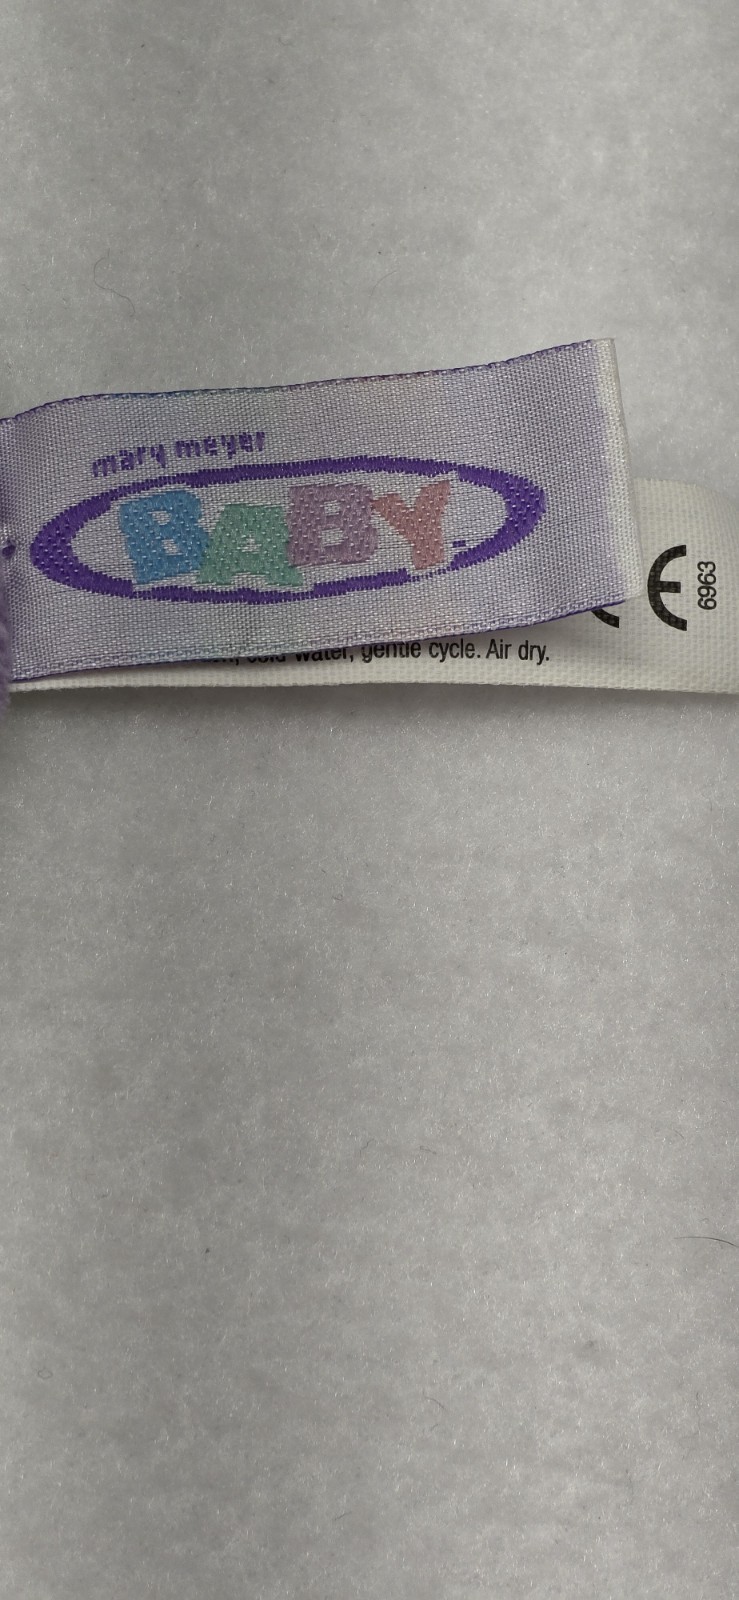 mary meyer
BABY
CE
6963
cold water, gentle cycle. Air dry.